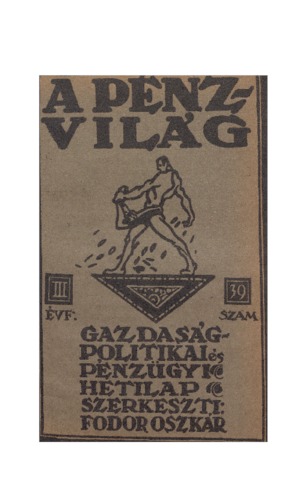 A PÉNZ-
VILÁG
III
39
ÉVF:
SZÁM
GAZDASÁG-
POLITIKAI és
PÉNZÜGYI
HETILAP
SZERKESZTI:
FODOR OSZKÁR